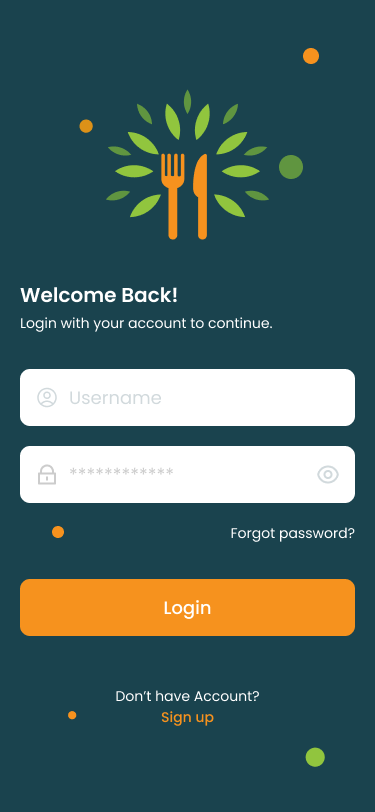 Welcome Back!
Login with your account to continue.
Username
************
Forgot password?
Login
Don’t have Account?
Sign up